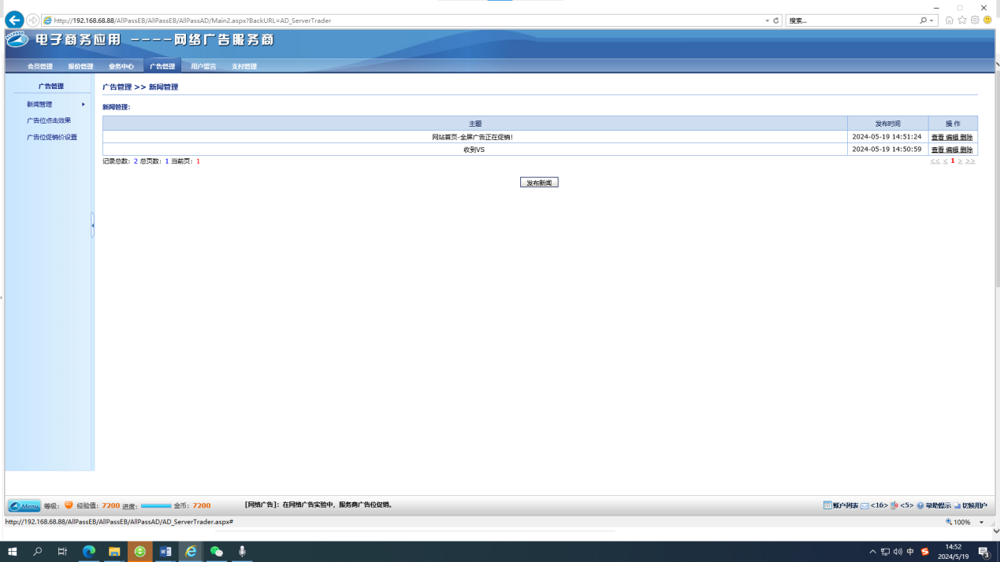 http://192.168.68.88/AllPassEB/AllPassEB/AllPassAD/Main2.aspx?BackURL=AD_ServerTrader 搜索...
电子商务应用 ----网络广告服务商
会员管理 报价管理 业务中心 广告管理 用户留言 支付管理
广告管理
新闻管理
广告位点击效果
广告位促销价设置
广告管理 >> 新闻管理
新闻管理:
主题 发布时间 操 作
网站首页-全屏广告正在促销! 2024-05-19 14:51:24 查看 编辑 删除
收到VS 2024-05-19 14:50:59 查看 编辑 删除
记录总数: 2 总页数: 1 当前页: 1 << < 1 > >>
发布新闻
Menu 等级: 经验值: 7200 进度: 金币: 7200 [网络广告]: 在网络广告实验中，服务商广告位促销。 账户列表 <16> <5> 帮助提示 切换用户
http://192.168.68.88/AllPassEB/AllPassEB/AllPassAD/AD_ServerTrader.aspx# 100%
中 14:52
2024/5/19 3